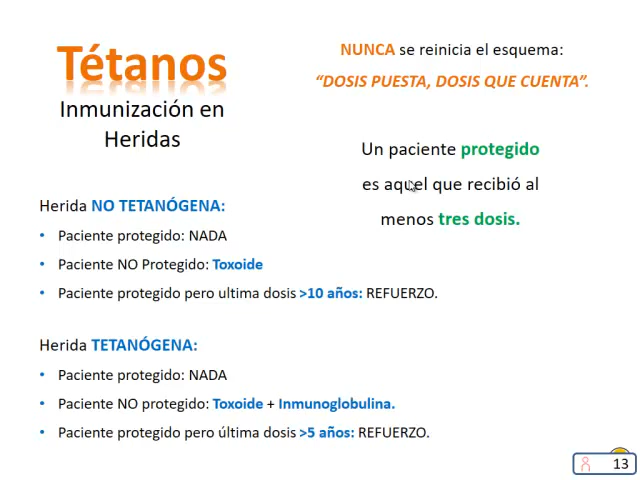 Tétanos
Inmunización en
Heridas
NUNCA se reinicia el esquema:
“DOSIS PUESTA, DOSIS QUE CUENTA”.
Un paciente protegido
es aquel que recibió al
menos tres dosis.
Herida NO TETANÓGENA:
• Paciente protegido: NADA
• Paciente NO Protegido: Toxoide
• Paciente protegido pero ultima dosis >10 años: REFUERZO.
Herida TETANÓGENA:
• Paciente protegido: NADA
• Paciente NO protegido: Toxoide + Inmunoglobulina.
• Paciente protegido pero última dosis >5 años: REFUERZO.
13